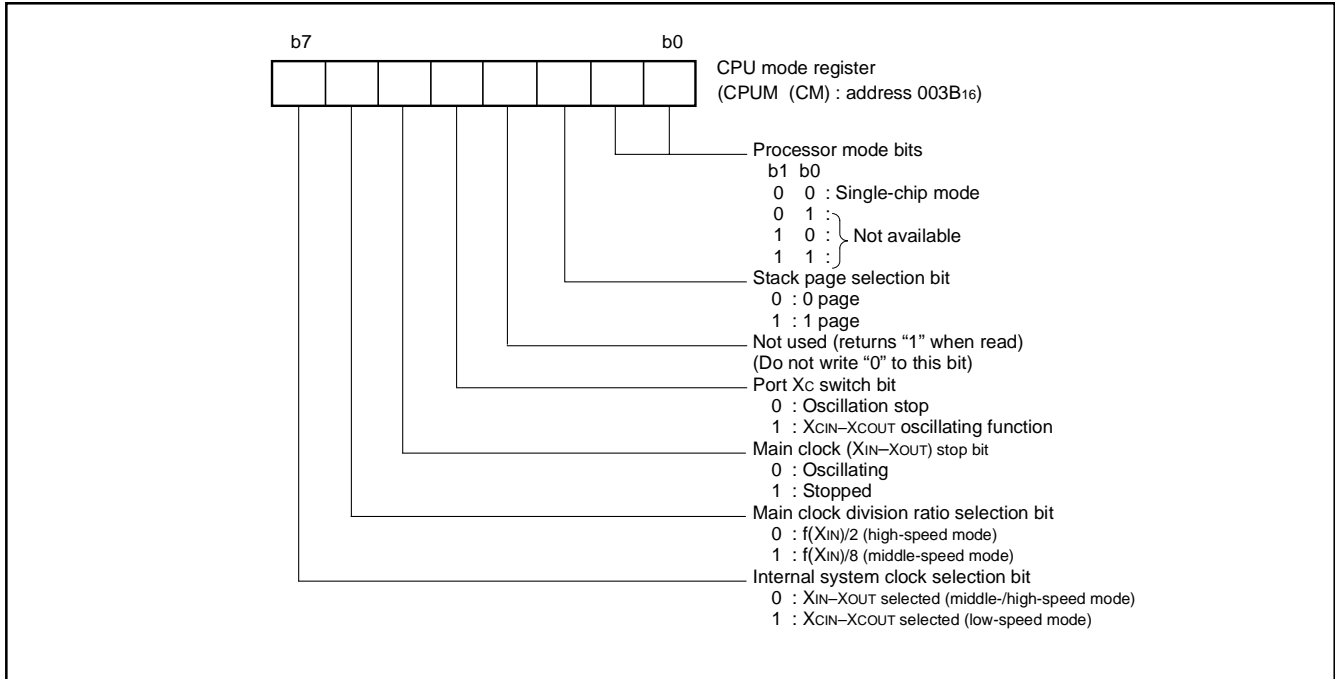 b7 b0
CPU mode register
(CPUM (CM) : address 003B16)
Processor mode bits
b1 b0
0 0 : Single-chip mode
0 1 :
1 0 : Not available
1 1 :
Stack page selection bit
0 : 0 page
1 : 1 page
Not used (returns “1” when read)
(Do not write “0” to this bit)
Port XC switch bit
0 : Oscillation stop
1 : XCIN–XCOUT oscillating function
Main clock (XIN–XOUT) stop bit
0 : Oscillating
1 : Stopped
Main clock division ratio selection bit
0 : f(XIN)/2 (high-speed mode)
1 : f(XIN)/8 (middle-speed mode)
Internal system clock selection bit
0 : XIN–XOUT selected (middle-/high-speed mode)
1 : XCIN–XCOUT selected (low-speed mode)